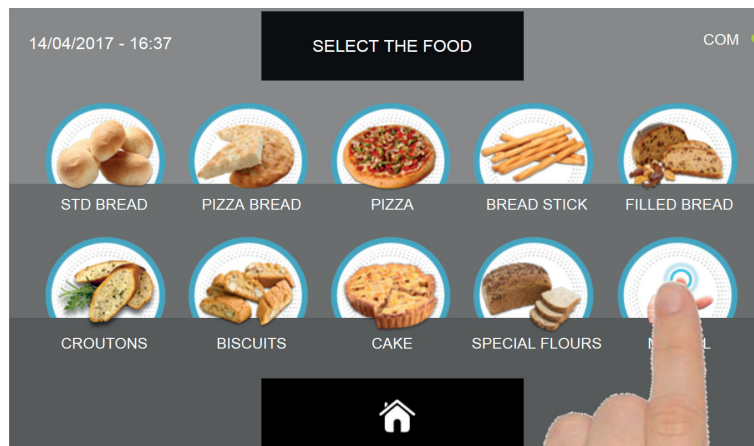 14/04/2017 - 16:37
SELECT THE FOOD
COM
STD BREAD
PIZZA BREAD
PIZZA
BREAD STICK
FILLED BREAD
CROUTONS
BISCUITS
CAKE
SPECIAL FLOURS